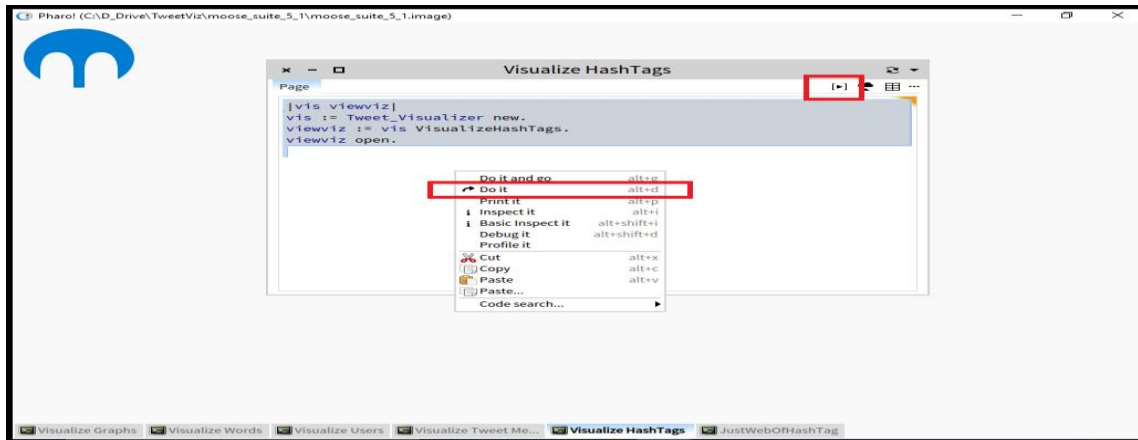 Pharo! (C:\D_Drive\TweetViz\moose_suite_5_1\moose_suite_5_1.image)
Visualize HashTags
Page
|vis viewviz|
vis := Tweet_Visualizer new.
viewviz := vis VisualizeHashTags.
viewviz open.
Do it and go alt+g
Do it alt+d
Print it alt+p
Inspect it alt+i
Basic Inspect it alt+shift+i
Debug it alt+shift+d
Profile it
Cut alt+x
Copy alt+c
Paste alt+v
Paste...
Code search...
Visualize Graphs Visualize Words Visualize Users Visualize Tweet Me... Visualize HashTags JustWebOfHashTag